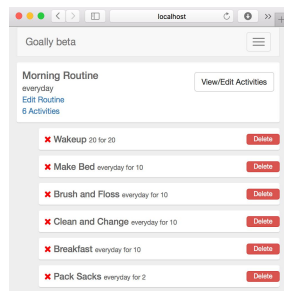 localhost
Goally beta
Morning Routine
View/Edit Activities
everyday
Edit Routine
6 Activities
Wakeup 20 for 20 Delete
Make Bed everyday for 10 Delete
Brush and Floss everyday for 10 Delete
Clean and Change everyday for 10 Delete
Breakfast everyday for 10 Delete
Pack Sacks everyday for 2 Delete